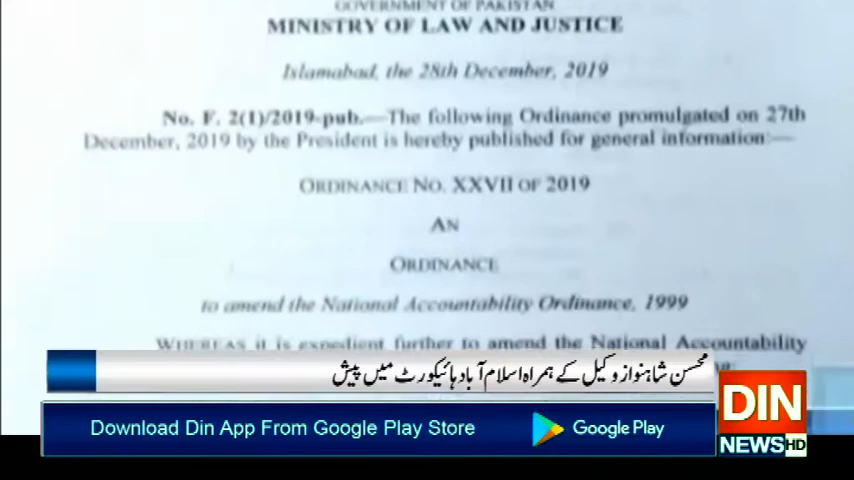 GOVERNMENT OF PAKISTAN
MINISTRY OF LAW AND JUSTICE
Islamabad, the 28th December, 2019
No. F. 2(1)/2019-pub.—The following Ordinance promulgated on 27th
December, 2019 by the President is hereby published for general information:—
ORDINANCE NO. XXVII OF 2019
AN
ORDINANCE
to amend the National Accountability Ordinance, 1999
WHEREAS it is expedient further to amend the National Accountability
محسن شاہنواز وکیل کے ہمراہ اسلام آباد ہائیکورٹ میں پیش
Download Din App From Google Play Store
Google Play
DIN
NEWS HD